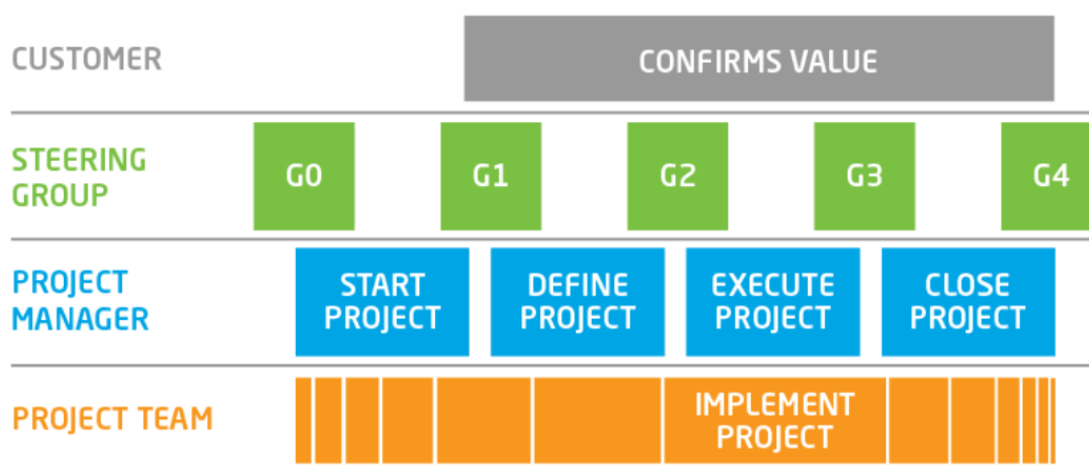 CUSTOMER
CONFIRMS VALUE
STEERING
GROUP
G0
G1
G2
G3
G4
PROJECT
MANAGER
START
PROJECT
DEFINE
PROJECT
EXECUTE
PROJECT
CLOSE
PROJECT
PROJECT TEAM
IMPLEMENT
PROJECT